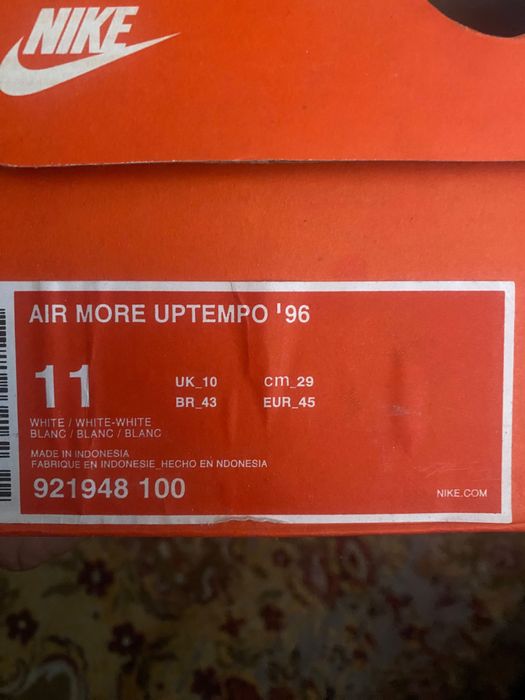 NIKE
AIR MORE UPTEMPO '96
11
UK_10 cm_29
BR_43 EUR_45
WHITE / WHITE-WHITE
BLANC / BLANC / BLANC
MADE IN INDONESIA
FABRIQUE EN INDONESIE_HECHO EN NDONESIA
921948 100
NIKE.COM